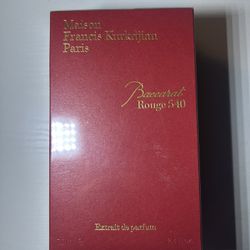 Maison
Francis Kurkdjian
Paris
Baccarat
Rouge 540
Extrait de parfum